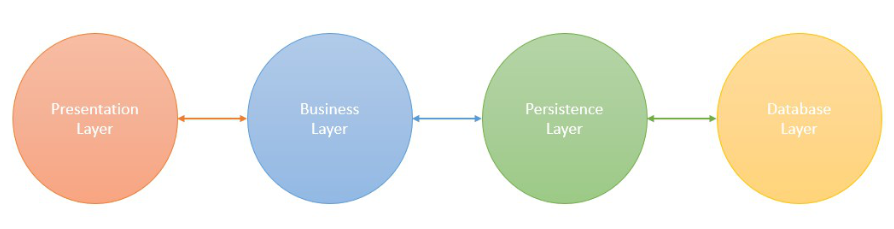 Presentation
Layer
Business
Layer
Persistence
Layer
Database
Layer